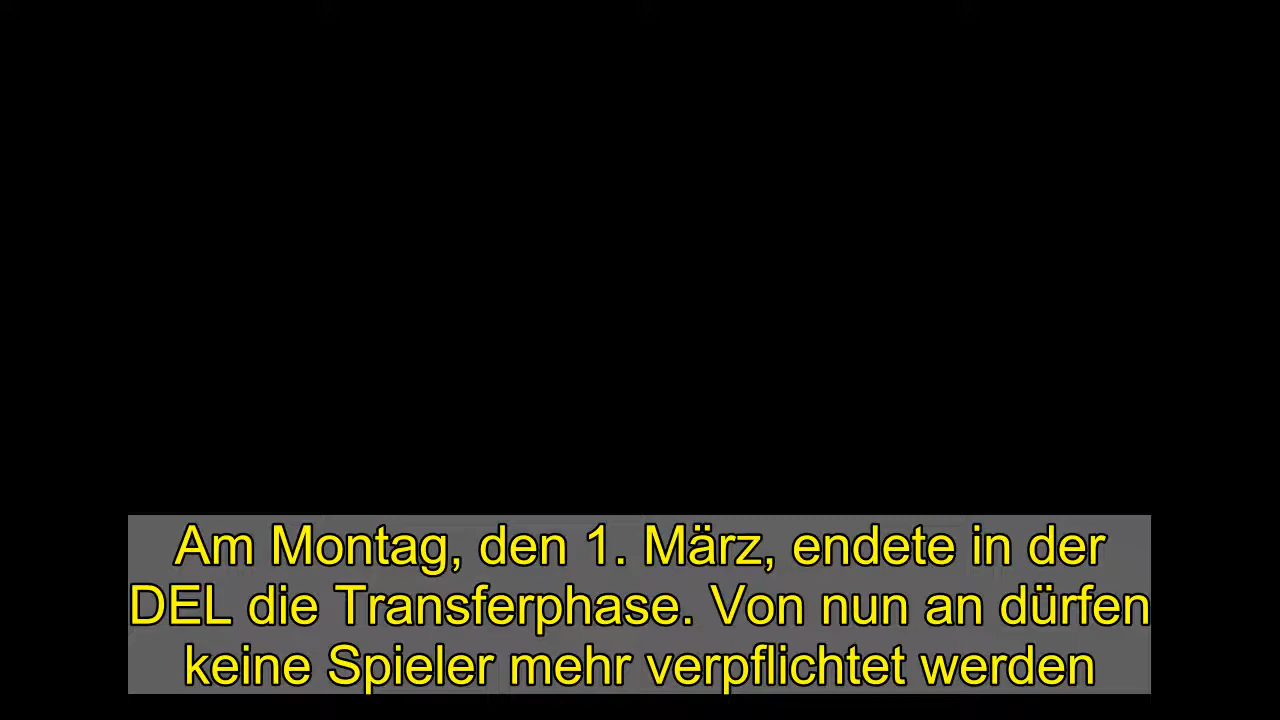 Am Montag, den 1. März, endete in der
DEL die Transferphase. Von nun an dürfen
keine Spieler mehr verpflichtet werden